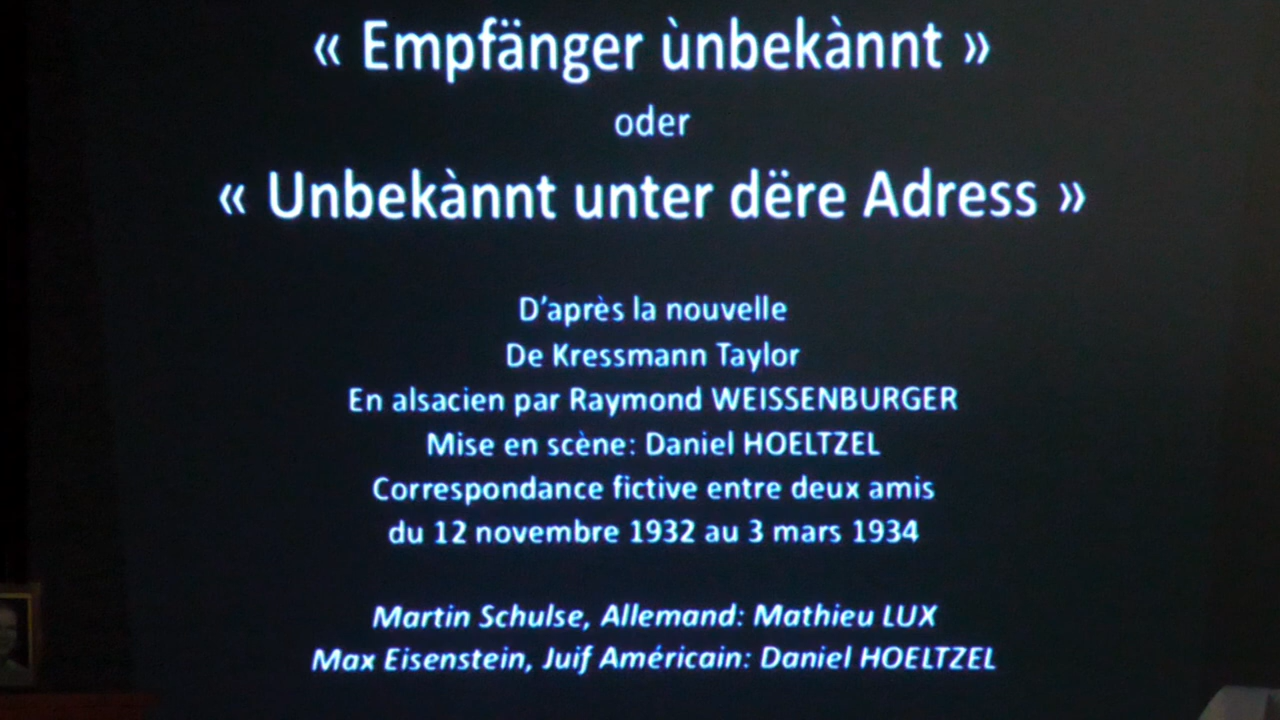 « Empfänger ùnbekànnt »
oder
« Unbekànnt unter dëre Adress »
D'après la nouvelle
De Kressmann Taylor
En alsacien par Raymond WEISSENBURGER
Mise en scène: Daniel HOELTZEL
Correspondance fictive entre deux amis
du 12 novembre 1932 au 3 mars 1934
Martin Schulse, Allemand: Mathieu LUX
Max Eisenstein, Juif Américain: Daniel HOELTZEL